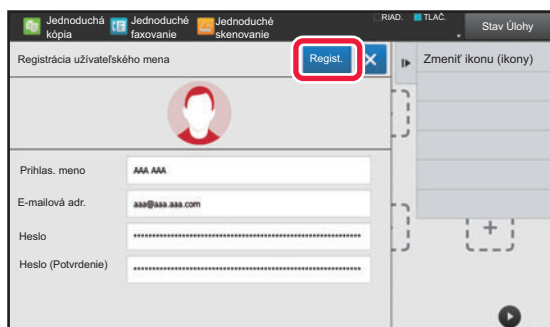 Jednoduchá kópia
Jednoduché faxovanie
Jednoduché skenovanie
RIAD.
TLAČ.
Stav Úlohy
Registrácia užívateľského mena
Regist.
Zmeniť ikonu (ikony)
Prihlas. meno
AAA AAA
E-mailová adr.
aaa@aaa.aaa.com
Heslo
Heslo (Potvrdenie)